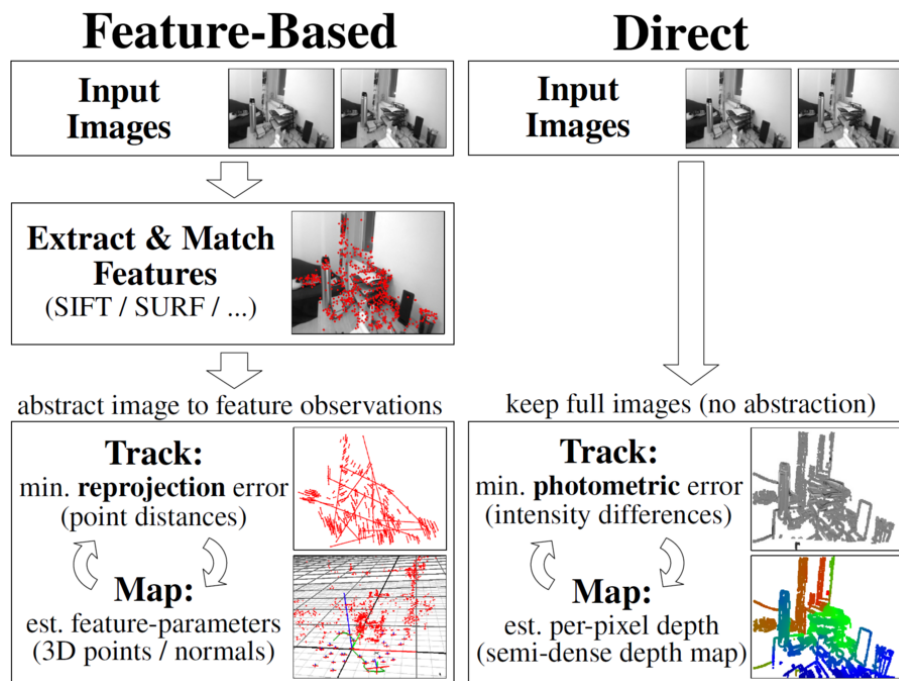 Feature-Based
Input
Images
Extract & Match
Features
(SIFT / SURF / ...)
abstract image to feature observations
Track:
min. reprojection error
(point distances)
Map:
est. feature-parameters
(3D points / normals)
Direct
Input
Images
keep full images (no abstraction)
Track:
min. photometric error
(intensity differences)
Map:
est. per-pixel depth
(semi-dense depth map)